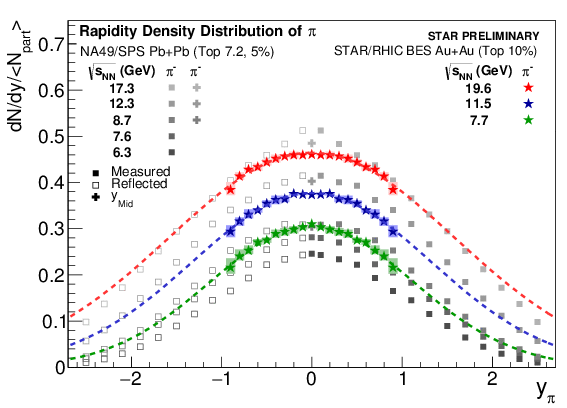 Rapidity Density Distribution of π
STAR PRELIMINARY
NA49/SPS Pb+Pb (Top 7.2, 5%)
STAR/RHIC BES Au+Au (Top 10%)
√sNN (GeV) π- π-
17.3
12.3
8.7
7.6
6.3
√sNN (GeV) π-
19.6
11.5
7.7
Measured
Reflected
yMid
dN/dy/<Npart>
0.7
0.6
0.5
0.4
0.3
0.2
0.1
0
−2 −1 0 1 2
yπ